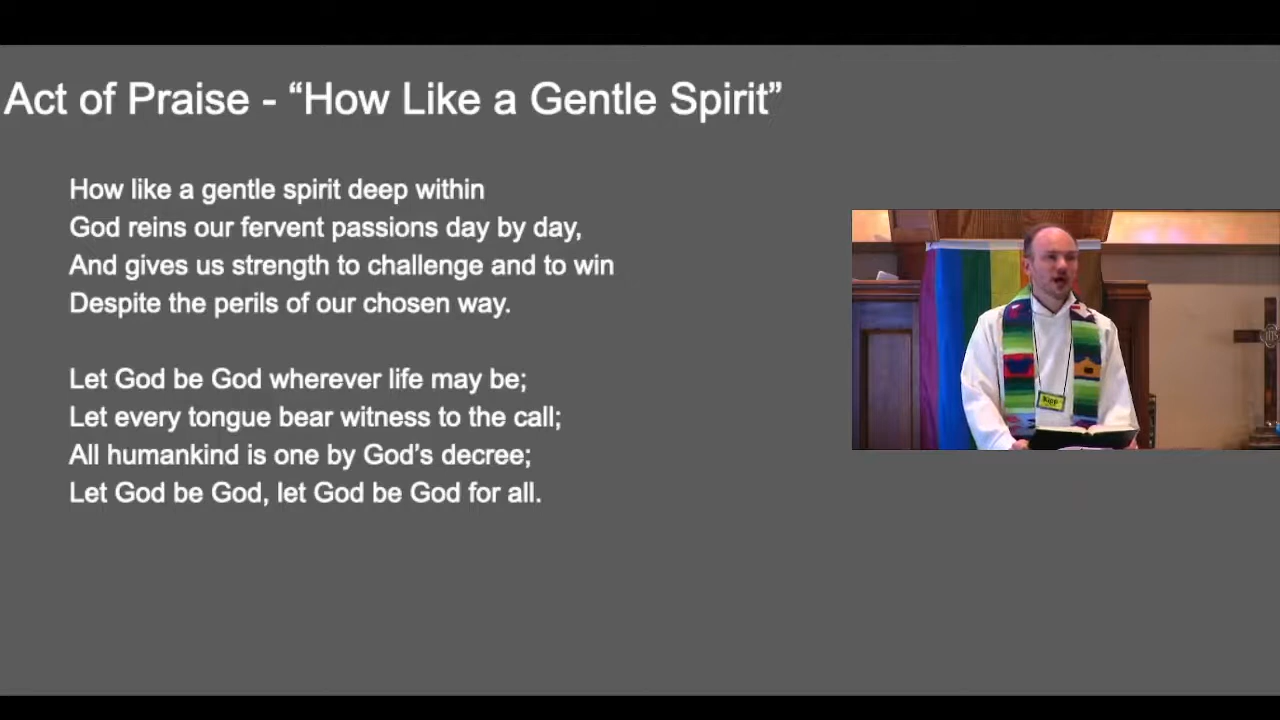 Act of Praise - “How Like a Gentle Spirit”
How like a gentle spirit deep within
God reins our fervent passions day by day,
And gives us strength to challenge and to win
Despite the perils of our chosen way.
Let God be God wherever life may be;
Let every tongue bear witness to the call;
All humankind is one by God’s decree;
Let God be God, let God be God for all.